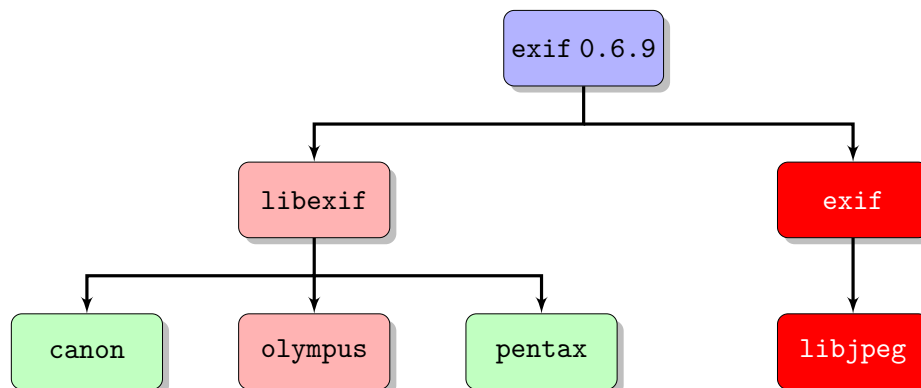 exif 0.6.9
libexif
exif
canon
olympus
pentax
libjpeg